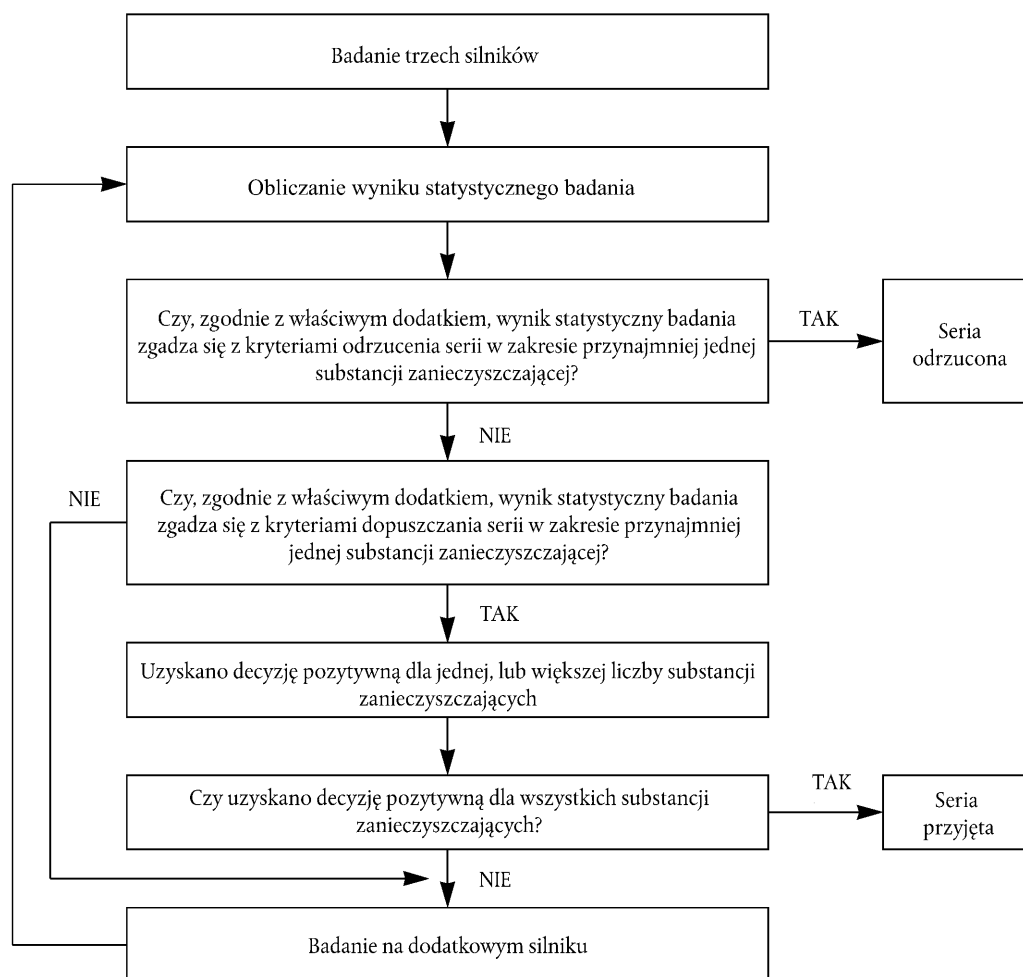 Badanie trzech silników
Obliczanie wyniku statystycznego badania
Czy, zgodnie z właściwym dodatkiem, wynik statystyczny badania
zgadza się z kryteriami odrzucenia serii w zakresie przynajmniej jednej
substancji zanieczyszczającej?
TAK
Seria
odrzucona
NIE
NIE
Czy, zgodnie z właściwym dodatkiem, wynik statystyczny badania
zgadza się z kryteriami dopuszczania serii w zakresie przynajmniej
jednej substancji zanieczyszczającej?
TAK
Uzyskano decyzję pozytywną dla jednej, lub większej liczby substancji
zanieczyszczających
Czy uzyskano decyzję pozytywną dla wszystkich substancji
zanieczyszczających?
TAK
Seria
przyjęta
NIE
Badanie na dodatkowym silniku